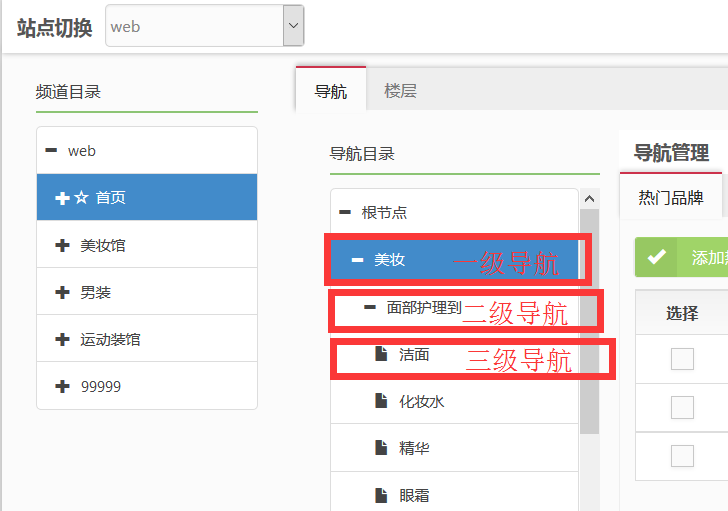 站点切换 web
频道目录
web
首页
美妆馆
男装
运动装馆
99999
导航 楼层
导航目录
根节点
美妆 一级导航
面部护理到 二级导航
洁面 三级导航
化妆水
精华
眼霜
导航管理
热门品牌
添加
选择